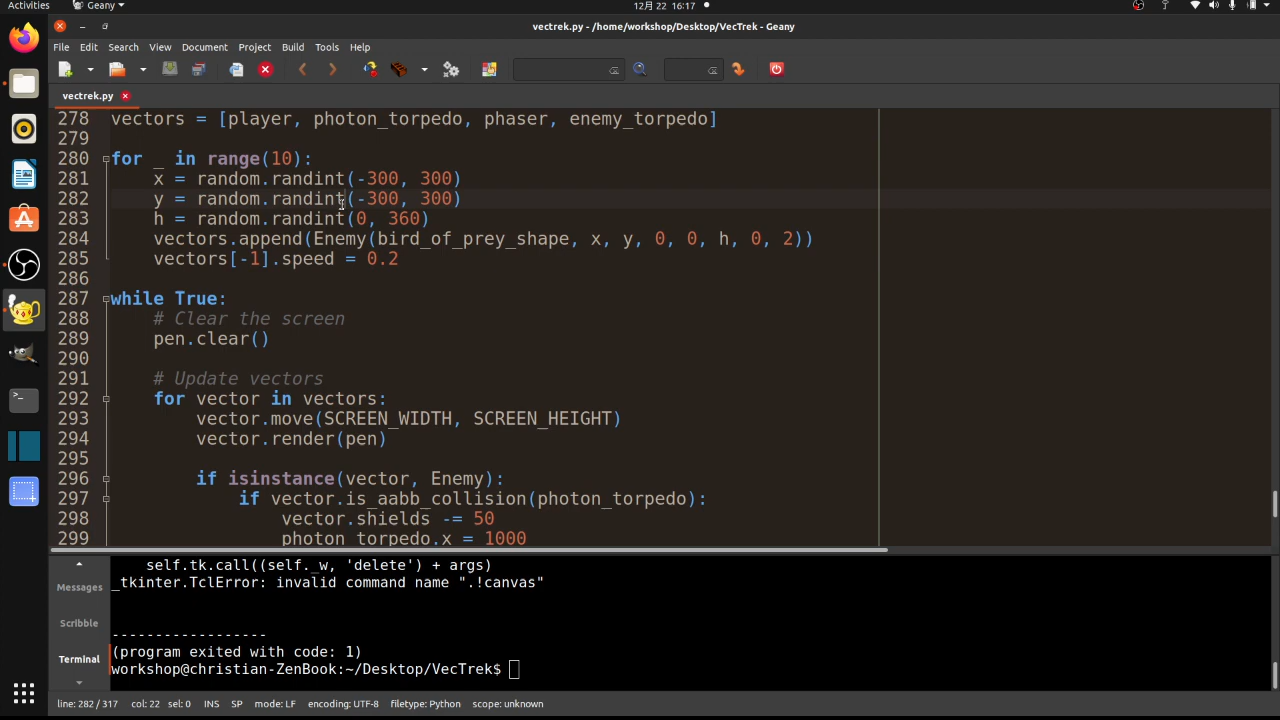 Activities
Geany
12月 22 16:17
vectrek.py - /home/workshop/Desktop/VecTrek - Geany
File Edit Search View Document Project Build Tools Help
vectrek.py
278 vectors = [player, photon_torpedo, phaser, enemy_torpedo]
279
280 for _ in range(10):
281     x = random.randint(-300, 300)
282     y = random.randint(-300, 300)
283     h = random.randint(0, 360)
284     vectors.append(Enemy(bird_of_prey_shape, x, y, 0, 0, h, 0, 2))
285     vectors[-1].speed = 0.2
286
287 while True:
288     # Clear the screen
289     pen.clear()
290
291     # Update vectors
292     for vector in vectors:
293         vector.move(SCREEN_WIDTH, SCREEN_HEIGHT)
294         vector.render(pen)
295
296         if isinstance(vector, Enemy):
297             if vector.is_aabb_collision(photon_torpedo):
298                 vector.shields -= 50
299                 photon_torpedo.x = 1000
Messages
Scribble
Terminal
self.tk.call((self._w, 'delete') + args)
_tkinter.TclError: invalid command name ".!canvas"
------------------
(program exited with code: 1)
workshop@christian-ZenBook:~/Desktop/VecTrek$
line: 282 / 317 col: 22 sel: 0 INS SP mode: LF encoding: UTF-8 filetype: Python scope: unknown